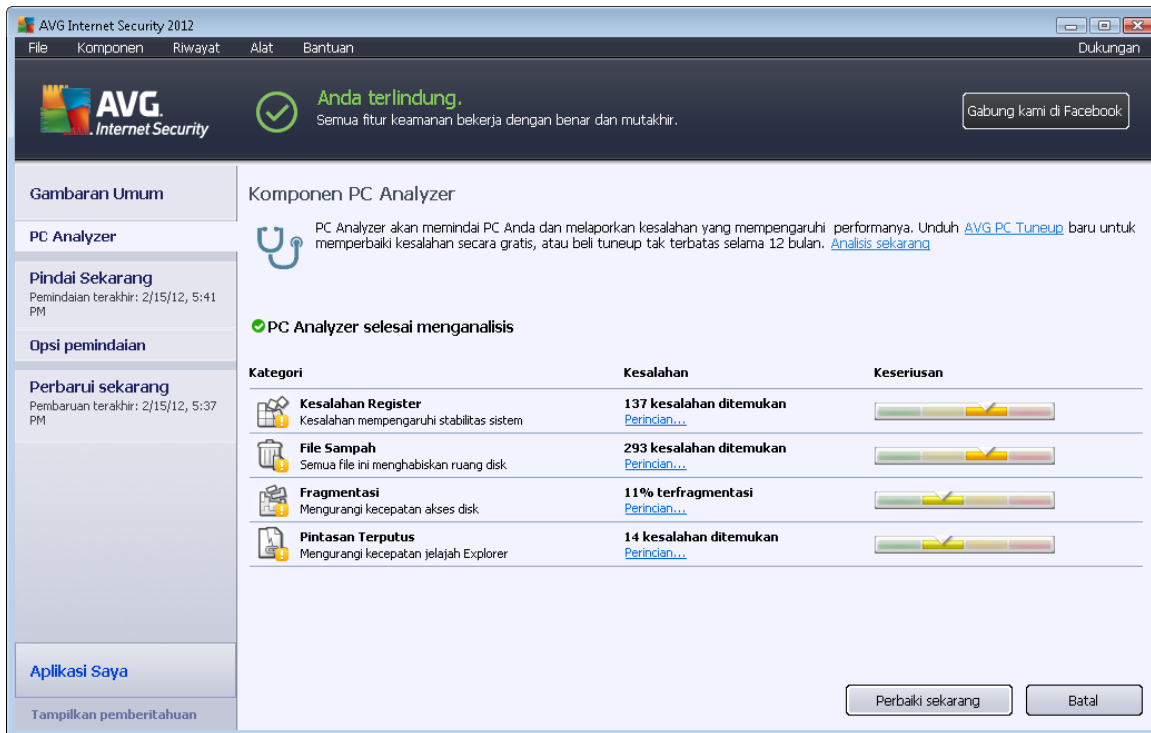 AVG Internet Security 2012
File Komponen Riwayat Alat Bantuan Dukungan
AVG.
Internet Security
Anda terlindung.
Semua fitur keamanan bekerja dengan benar dan mutakhir.
Gabung kami di Facebook
Gambaran Umum
PC Analyzer
Pindai Sekarang
Pemindaian terakhir: 2/15/12, 5:41
PM
Opsi pemindaian
Perbarui sekarang
Pembaruan terakhir: 2/15/12, 5:37
PM
Aplikasi Saya
Tampilkan pemberitahuan
Komponen PC Analyzer
PC Analyzer akan memindai PC Anda dan melaporkan kesalahan yang mempengaruhi performanya. Unduh AVG PC Tuneup baru untuk
memperbaiki kesalahan secara gratis, atau beli tuneup tak terbatas selama 12 bulan. Analisis sekarang
PC Analyzer selesai menganalisis
Kategori Kesalahan Keseriusan
Kesalahan Register 137 kesalahan ditemukan
Kesalahan mempengaruhi stabilitas sistem Perincian...
File Sampah 293 kesalahan ditemukan
Semua file ini menghabiskan ruang disk Perincian...
Fragmentasi 11% terfragmentasi
Mengurangi kecepatan akses disk Perincian...
Pintasan Terputus 14 kesalahan ditemukan
Mengurangi kecepatan jelajah Explorer Perincian...
Perbaiki sekarang Batal